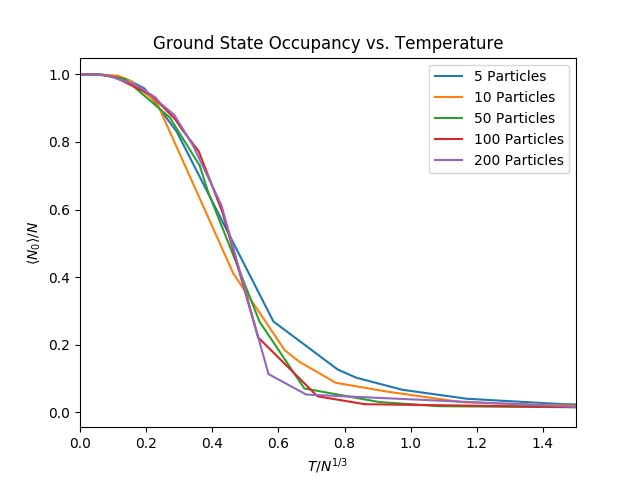 Ground State Occupancy vs. Temperature
1.0
0.8
0.6
0.4
0.2
0.0
⟨N₀⟩/N
5 Particles
10 Particles
50 Particles
100 Particles
200 Particles
0.0 0.2 0.4 0.6 0.8 1.0 1.2 1.4
T/N^{1/3}